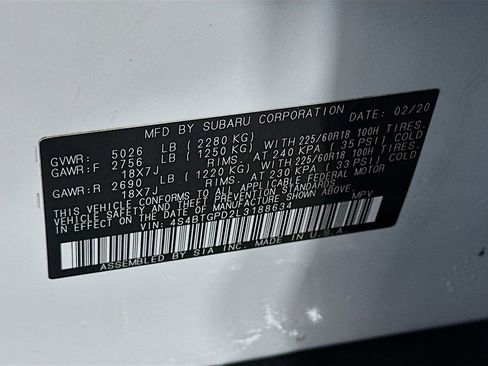 MFD BY SUBARU CORPORATION DATE: 02/20
GVWR: 5026 LB (2280 KG)
GAWR:F 2756 LB (1250 KG) WITH 225/60R18 100H TIRES.
18X7J RIMS. AT 240 KPA (35 PSI) COLD
GAWR:R 2690 LB (1220 KG) WITH 225/60R18 100H TIRES.
18X7J RIMS. AT 230 KPA (33 PSI) COLD
THIS VEHICLE CONFORMS TO ALL APPLICABLE FEDERAL MOTOR
VEHICLE SAFETY AND THEFT PREVENTION STANDARDS
IN EFFECT ON THE DATE OF MANUFACTURE SHOWN ABOVE.
VIN: 4S4BTGPD2L3188634 MPV
ASSEMBLED BY SIA INC. MADE IN U.S.A.